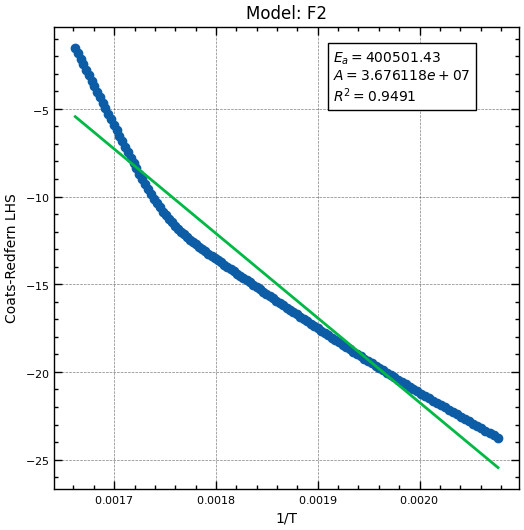 Model: F2
E_a = 400501.43
A = 3.676118e + 07
R² = 0.9491
Coats-Redfern LHS
−5
−10
−15
−20
−25
0.0017
0.0018
0.0019
0.0020
1/T